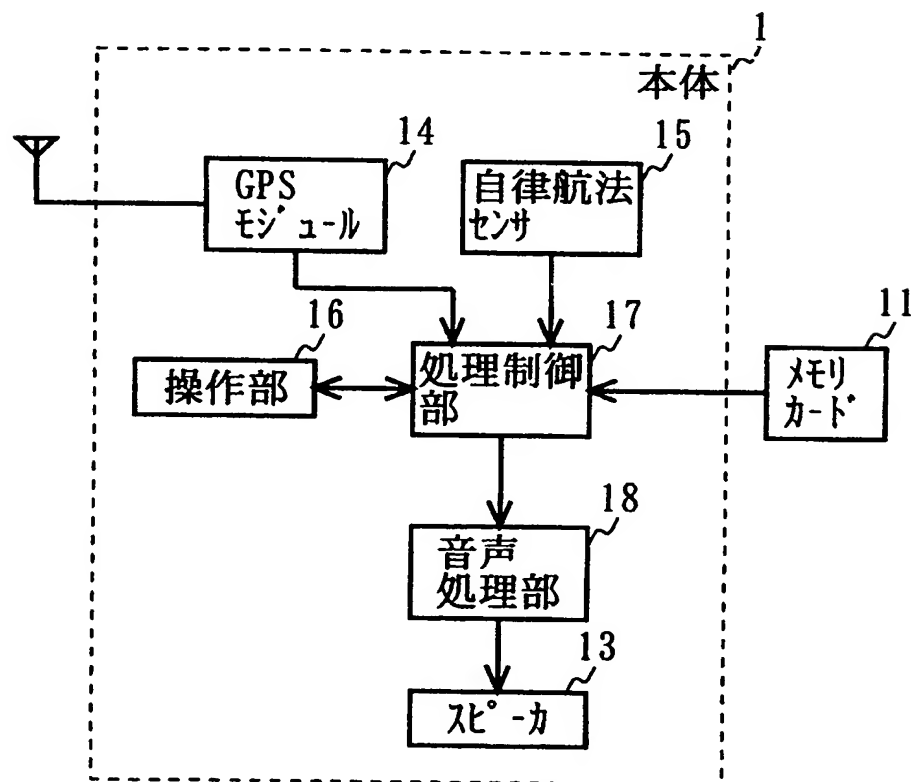 1
本体
14
15
GPS
モジュール
自律航法
センサ
16
17
11
操作部
処理制御
部
メモリ
カード
18
音声
処理部
13
スピーカ